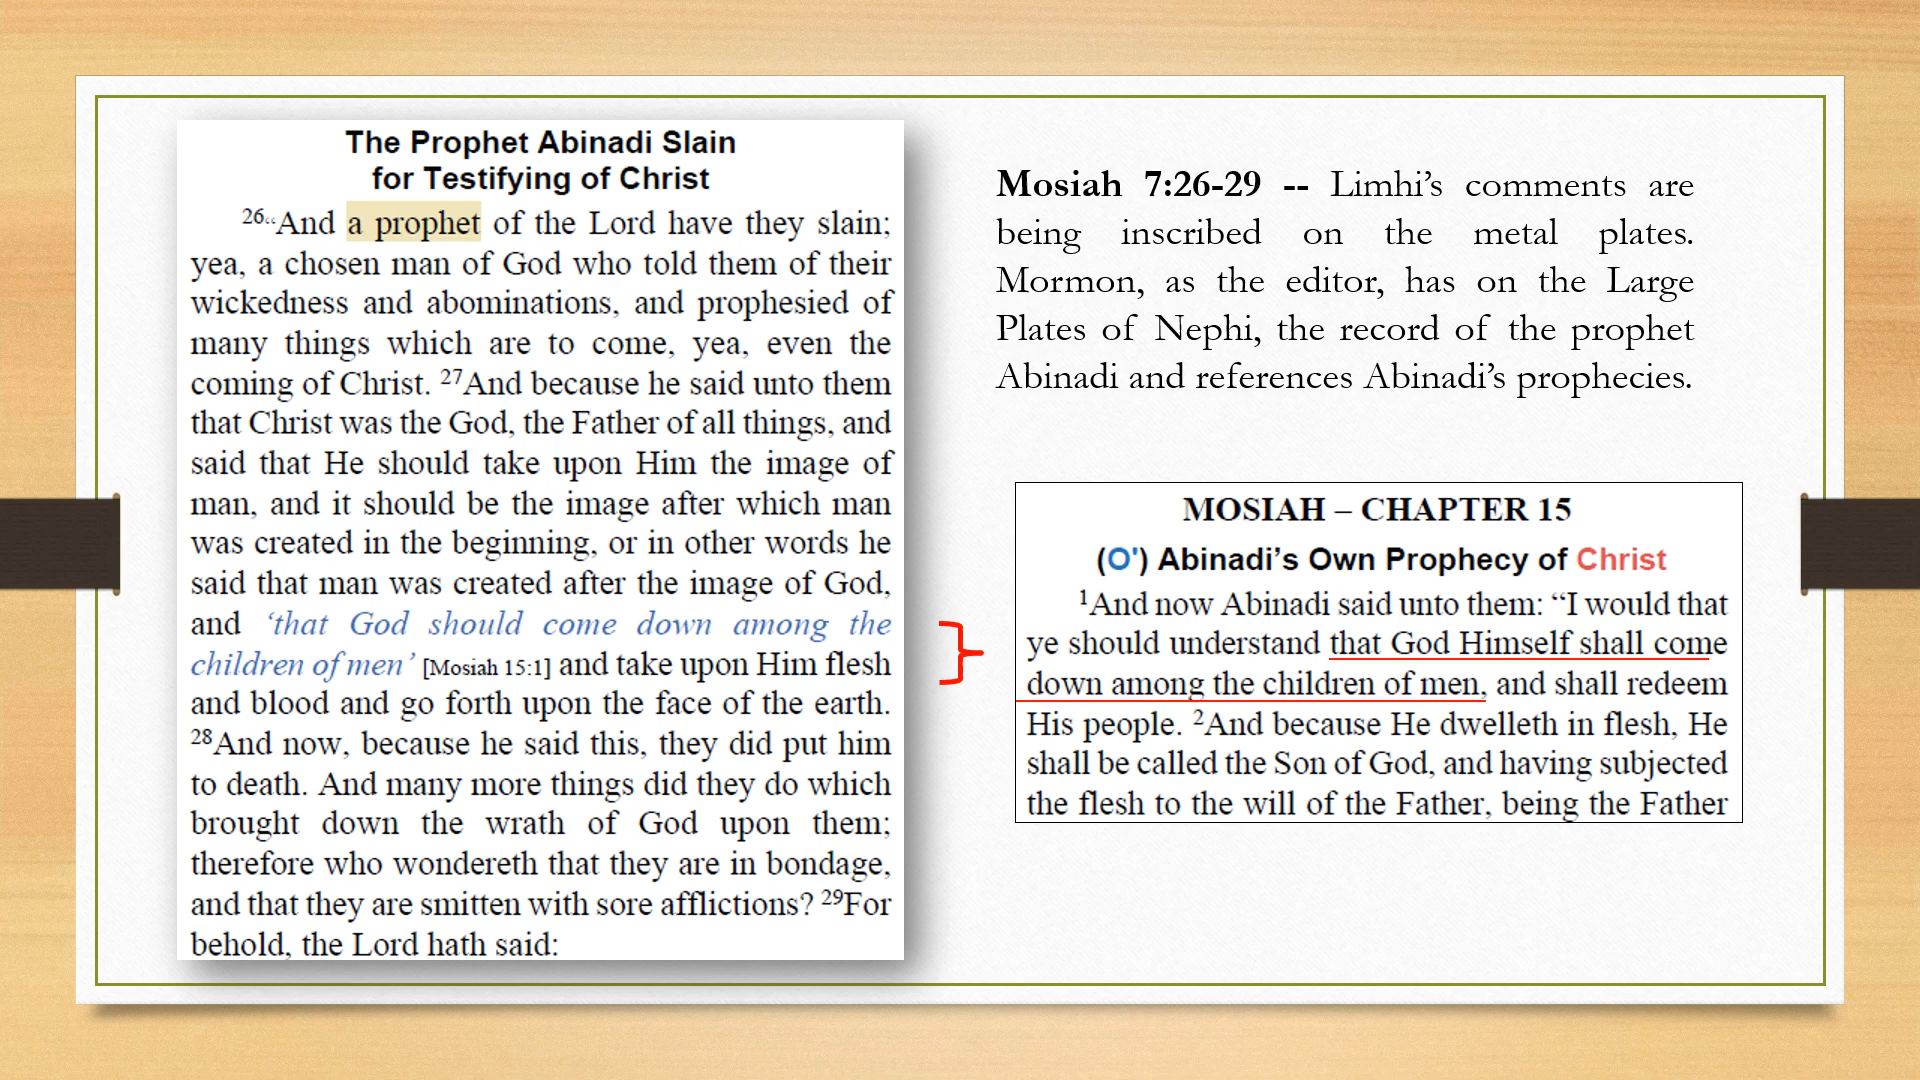 The Prophet Abinadi Slain
for Testifying of Christ
26“And a prophet of the Lord have they slain;
yea, a chosen man of God who told them of their
wickedness and abominations, and prophesied of
many things which are to come, yea, even the
coming of Christ. 27And because he said unto them
that Christ was the God, the Father of all things, and
said that He should take upon Him the image of
man, and it should be the image after which man
was created in the beginning, or in other words he
said that man was created after the image of God,
and ‘that God should come down among the
children of men’ [Mosiah 15:1] and take upon Him flesh
and blood and go forth upon the face of the earth.
28And now, because he said this, they did put him
to death. And many more things did they do which
brought down the wrath of God upon them;
therefore who wondereth that they are in bondage,
and that they are smitten with sore afflictions? 29For
behold, the Lord hath said:
Mosiah 7:26-29 -- Limhi’s comments are
being inscribed on the metal plates.
Mormon, as the editor, has on the Large
Plates of Nephi, the record of the prophet
Abinadi and references Abinadi’s prophecies.
MOSIAH – CHAPTER 15
(O') Abinadi’s Own Prophecy of Christ
1And now Abinadi said unto them: “I would that
ye should understand that God Himself shall come
down among the children of men, and shall redeem
His people. 2And because He dwelleth in flesh, He
shall be called the Son of God, and having subjected
the flesh to the will of the Father, being the Father